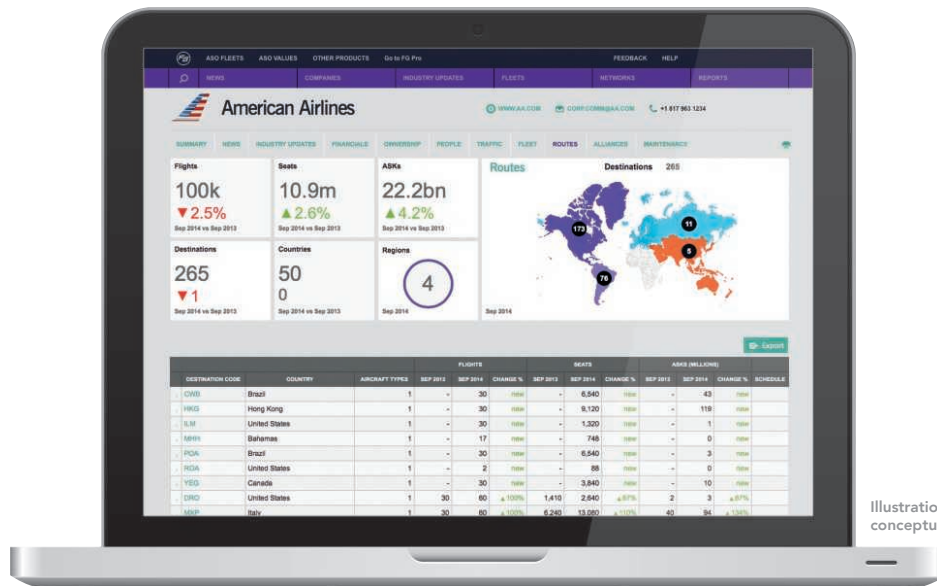 ASO FLEETS ASO VALUES OTHER PRODUCTS Go to FG Pro FEEDBACK HELP
NEWS COMPANIES INDUSTRY UPDATES FLEETS NETWORKS REPORTS
American Airlines WWW.AA.COM CORP.COMM@AA.COM +1 817 963 1234
SUMMARY NEWS INDUSTRY UPDATES FINANCIALS OWNERSHIP PEOPLE TRAFFIC FLEET ROUTES ALLIANCES MAINTENANCE
Flights Seats ASKs Routes Destinations 265
100k 10.9m 22.2bn
▼2.5% ▲2.6% ▲4.2%
Sep 2014 vs Sep 2013 Sep 2014 vs Sep 2013 Sep 2014 vs Sep 2013
173 11 5 76
Destinations Countries Regions
265 50 4
▼1 0
Sep 2014 vs Sep 2013 Sep 2014 vs Sep 2013 Sep 2014 Sep 2014
Export
FLIGHTS SEATS ASKS (MILLIONS)
DESTINATION CODE COUNTRY AIRCRAFT TYPES SEP 2013 SEP 2014 CHANGE % SEP 2013 SEP 2014 CHANGE % SEP 2013 SEP 2014 CHANGE % SCHEDULE
CWB Brazil 1 - 30 new - 6,540 new - 43 new
HKG Hong Kong 1 - 30 new - 9,120 new - 119 new
ILM United States 1 - 30 new - 1,320 new - 1 new
MHH Bahamas 1 - 17 new - 748 new - 0 new
POA Brazil 1 - 30 new - 6,540 new - 3 new
ROA United States 1 - 2 new - 88 new - 0 new
YEG Canada 1 - 30 new - 3,840 new - 10 new
DRO United States 1 30 60 ▲100% 1,410 2,640 ▲87% 2 3 ▲87%
MXP Italy 1 30 60 ▲100% 6,240 13,080 ▲110% 40 94 ▲134%
Illustratio
conceptu